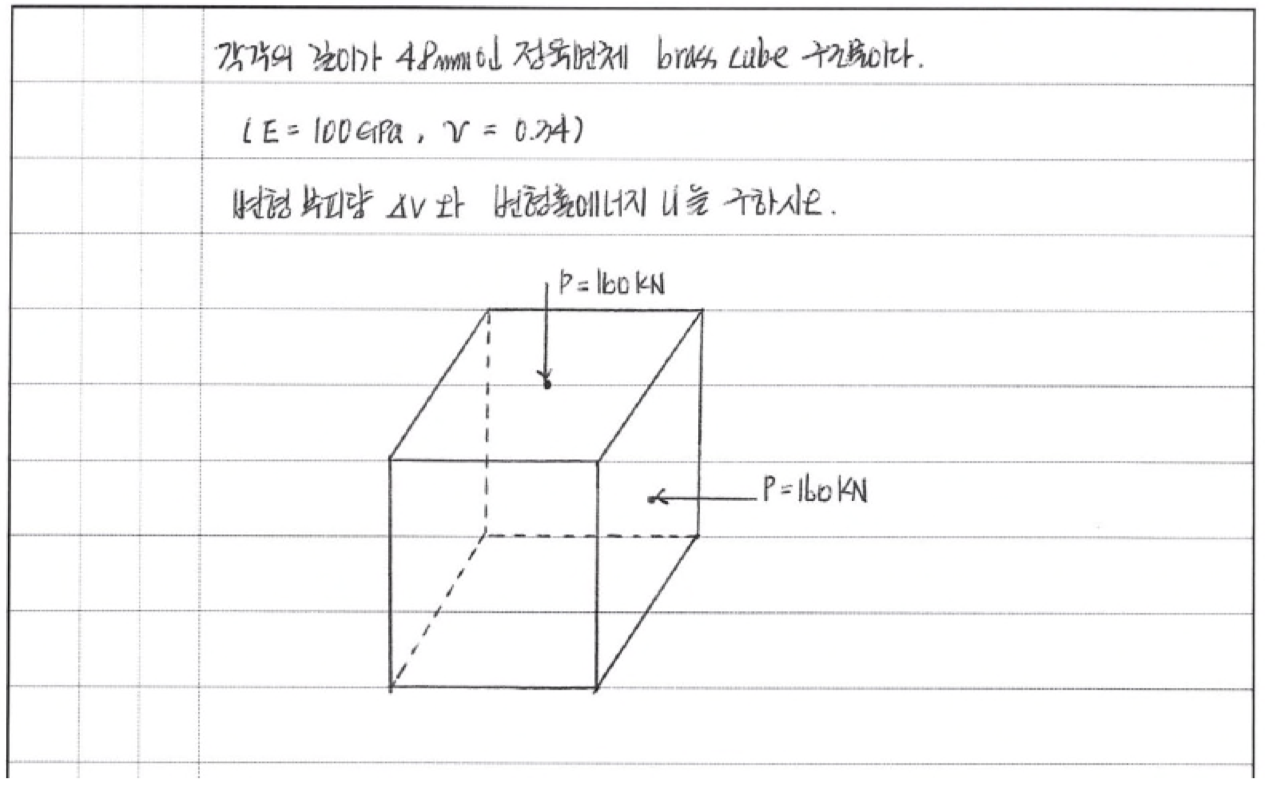 각각의 길이가 48mm인 정육면체 brass cube 구조물이다.
(E = 100 GPa, ν = 0.34)
변형 부피량 ΔV 와 변형률에너지 U를 구하시오.
P = 160 kN
P = 160 kN